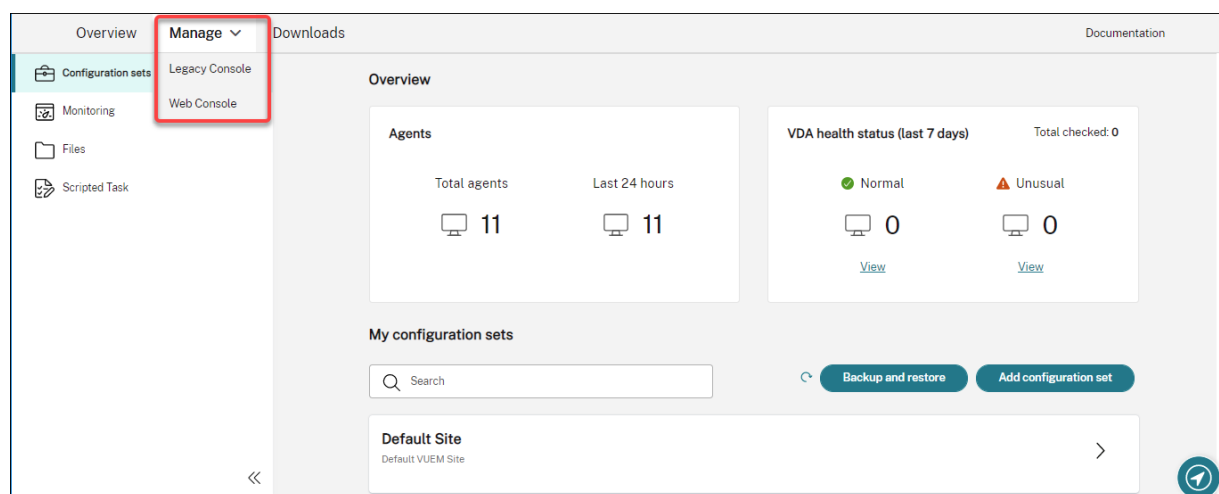 Overview Manage Downloads Documentation
Configuration sets
Monitoring
Files
Scripted Task
Legacy Console
Web Console
Overview
Agents
Total agents Last 24 hours
11 11
VDA health status (last 7 days) Total checked: 0
Normal Unusual
0 0
View View
My configuration sets
Search
Backup and restore Add configuration set
Default Site
Default VUEM Site